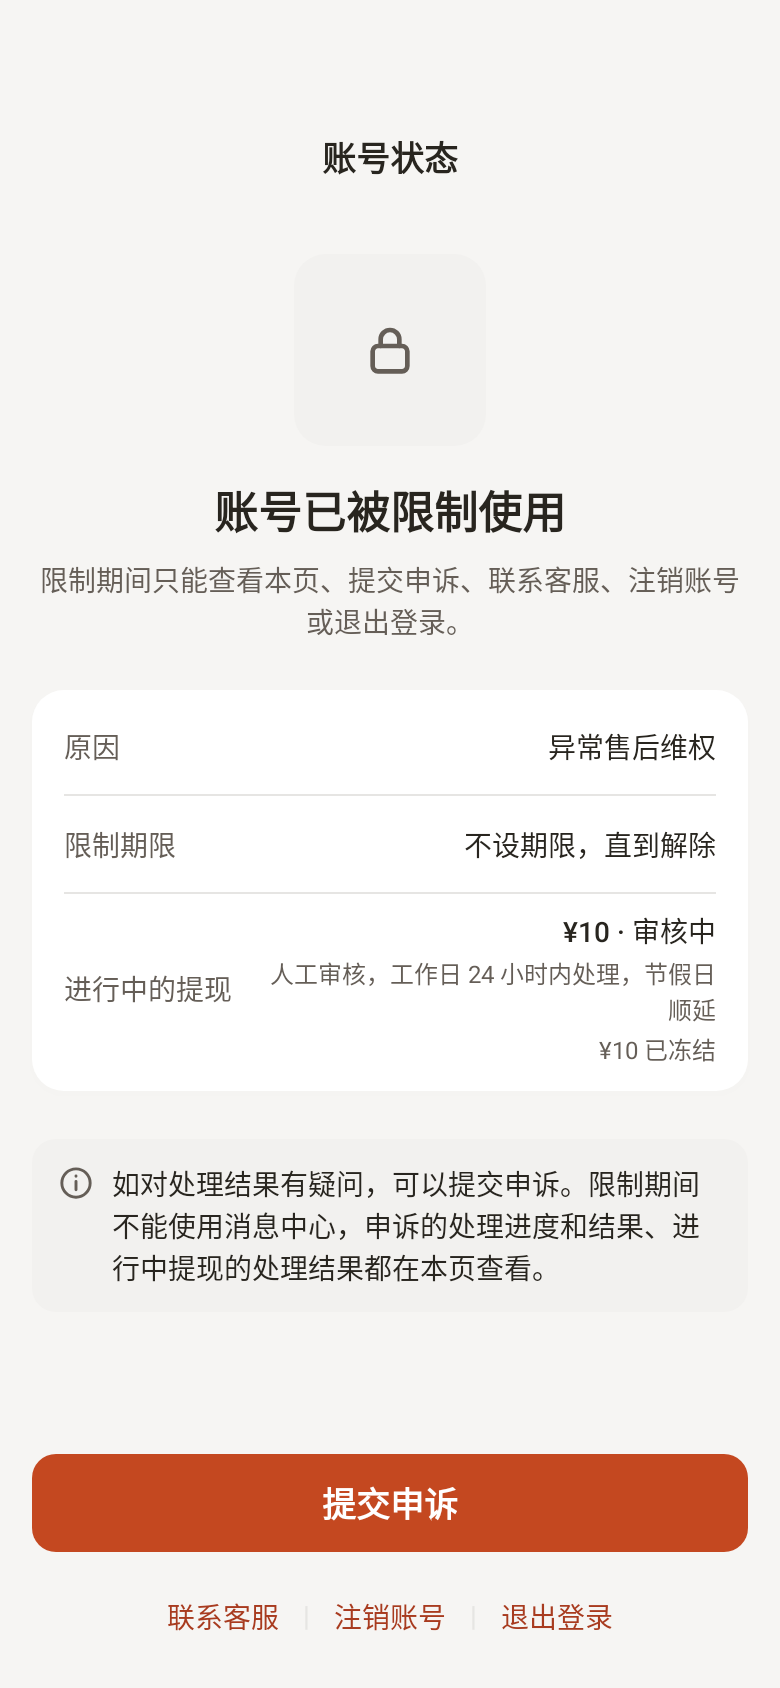 账号状态
账号已被限制使用
限制期间只能查看本页、提交申诉、联系客服、注销账号
或退出登录。
原因
异常售后维权
限制期限
不设期限，直到解除
进行中的提现
¥10 · 审核中
人工审核，工作日 24 小时内处理，节假日
顺延
¥10 已冻结
如对处理结果有疑问，可以提交申诉。限制期间
不能使用消息中心，申诉的处理进度和结果、进
行中提现的处理结果都在本页查看。
提交申诉
联系客服
注销账号
退出登录